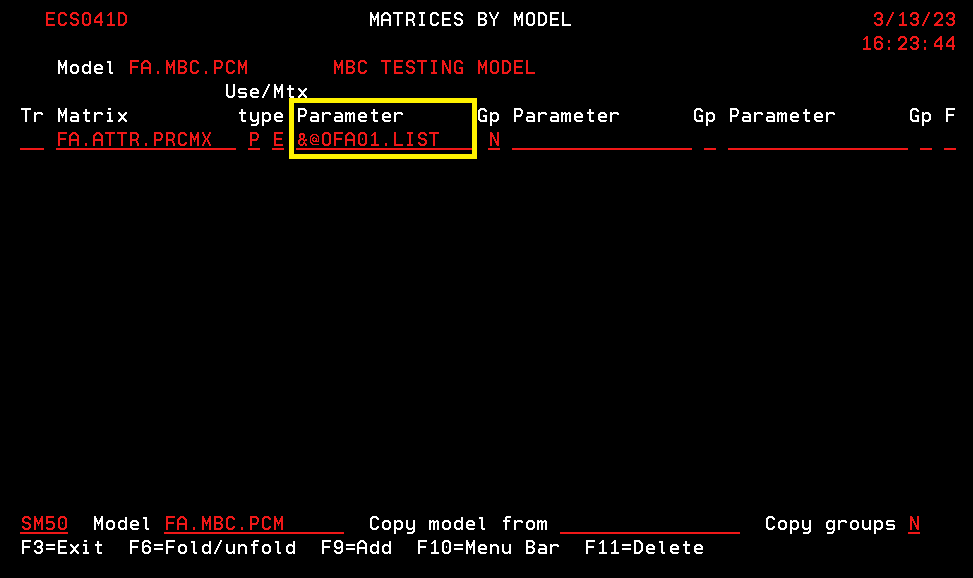 ECS041D MATRICES BY MODEL 3/13/23
16:23:44
Model FA.MBC.PCM MBC TESTING MODEL
Use/Mtx
Tr Matrix type Parameter Gp Parameter Gp Parameter Gp F
FA.ATTR.PRCMX P E &@OFA01.LIST N
SM50 Model FA.MBC.PCM Copy model from Copy groups N
F3=Exit F6=Fold/unfold F9=Add F10=Menu Bar F11=Delete